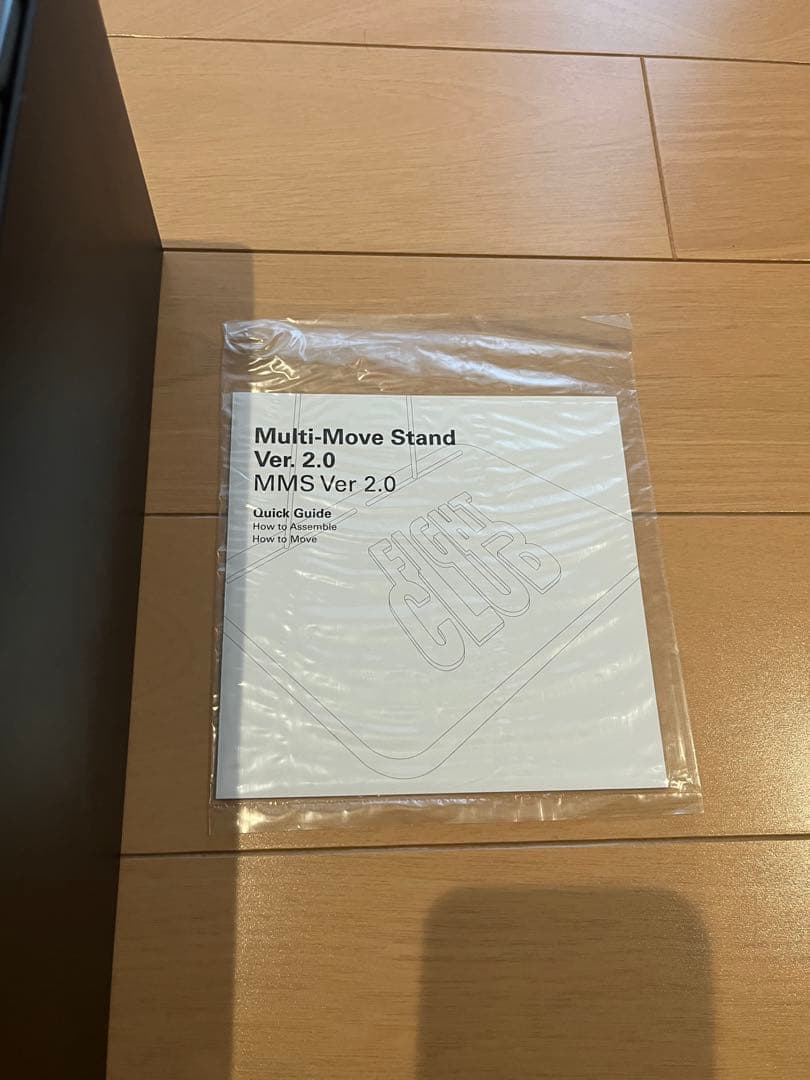 Multi-Move Stand
Ver. 2.0
MMS Ver 2.0
Quick Guide
How to Assemble
How to Move
FIGHT
CLUB